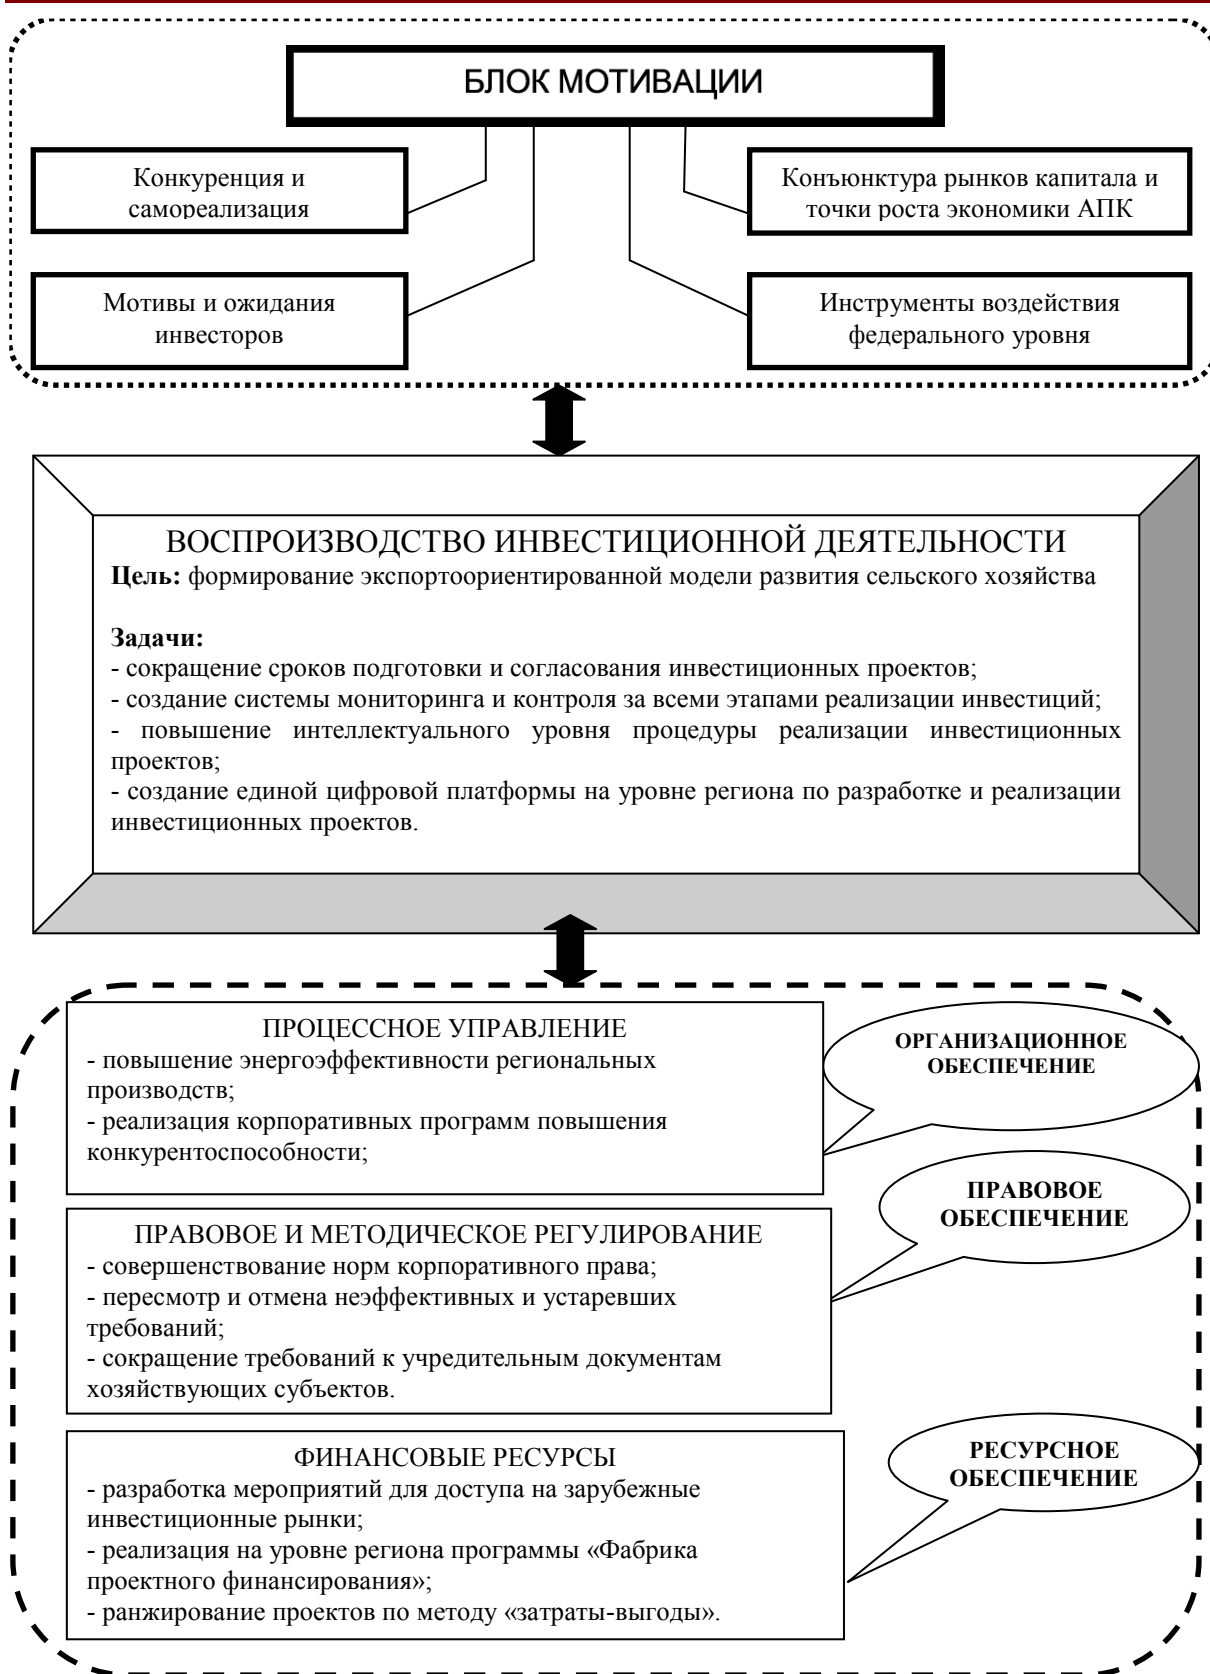 БЛОК МОТИВАЦИИ
Конкуренция и
самореализация
Конъюнктура рынков капитала и
точки роста экономики АПК
Мотивы и ожидания
инвесторов
Инструменты воздействия
федерального уровня
ВОСПРОИЗВОДСТВО ИНВЕСТИЦИОННОЙ ДЕЯТЕЛЬНОСТИ
Цель: формирование экспортоориентированной модели развития сельского хозяйства
Задачи:
- сокращение сроков подготовки и согласования инвестиционных проектов;
- создание системы мониторинга и контроля за всеми этапами реализации инвестиций;
- повышение интеллектуального уровня процедуры реализации инвестиционных
проектов;
- создание единой цифровой платформы на уровне региона по разработке и реализации
инвестиционных проектов.
ПРОЦЕССНОЕ УПРАВЛЕНИЕ
- повышение энергоэффективности региональных
производств;
- реализация корпоративных программ повышения
конкурентоспособности;
ОРГАНИЗАЦИОННОЕ
ОБЕСПЕЧЕНИЕ
ПРАВОВОЕ И МЕТОДИЧЕСКОЕ РЕГУЛИРОВАНИЕ
- совершенствование норм корпоративного права;
- пересмотр и отмена неэффективных и устаревших
требований;
- сокращение требований к учредительным документам
хозяйствующих субъектов.
ПРАВОВОЕ
ОБЕСПЕЧЕНИЕ
ФИНАНСОВЫЕ РЕСУРСЫ
- разработка мероприятий для доступа на зарубежные
инвестиционные рынки;
- реализация на уровне региона программы «Фабрика
проектного финансирования»;
- ранжирование проектов по методу «затраты-выгоды».
РЕСУРСНОЕ
ОБЕСПЕЧЕНИЕ